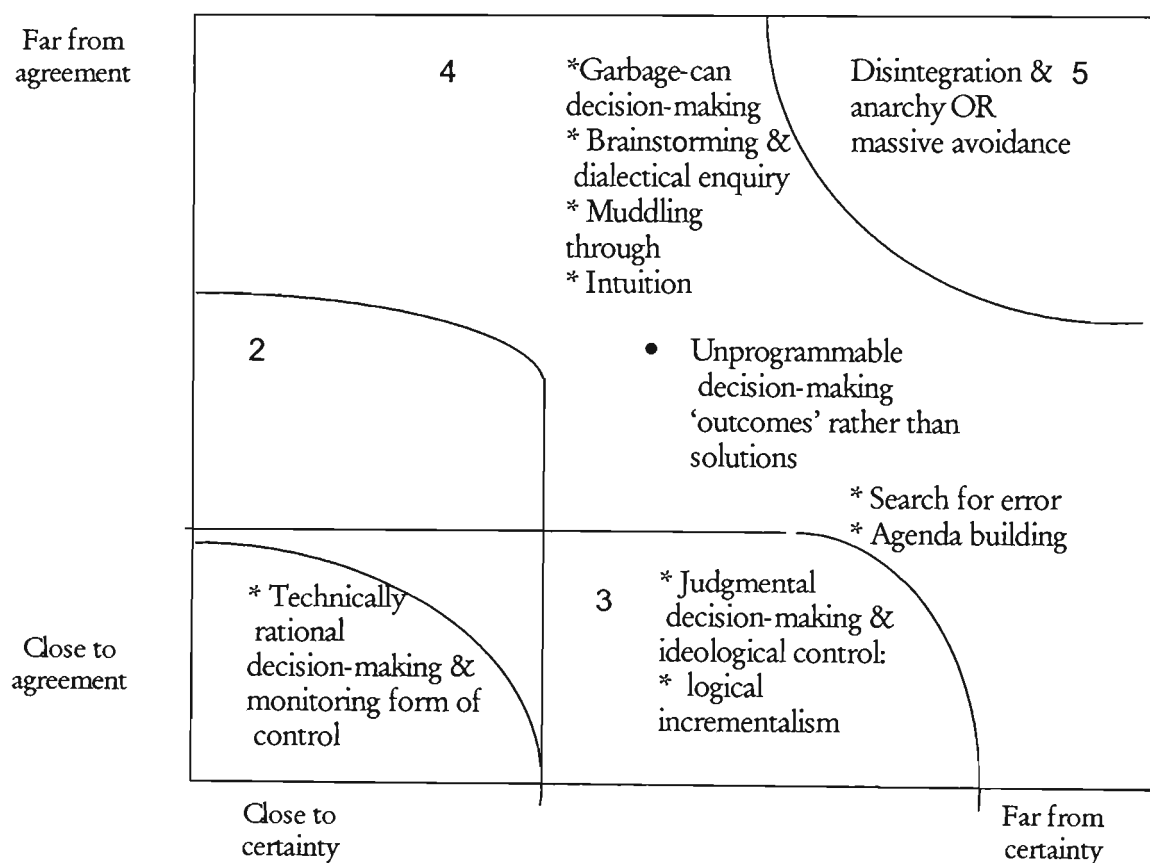 Far from
agreement
4
*Garbage-can
decision-making
* Brainstorming &
dialectical enquiry
* Muddling
through
* Intuition
Disintegration & 5
anarchy OR
massive avoidance
2
• Unprogrammable
decision-making
‘outcomes’ rather than
solutions
* Search for error
* Agenda building
Close to
agreement
* Technically
rational
decision-making &
monitoring form of
control
3
* Judgmental
decision-making &
ideological control:
* logical
incrementalism
Close to
certainty
Far from
certainty